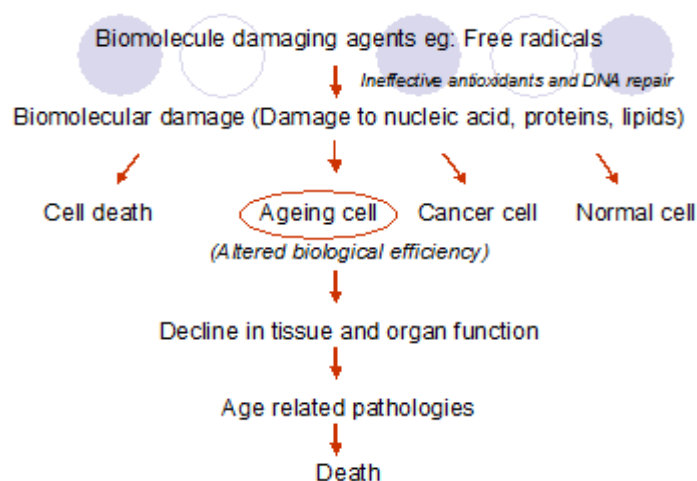 Biomolecule damaging agents eg: Free radicals
Ineffective antioxidants and DNA repair
Biomolecular damage (Damage to nucleic acid, proteins, lipids)
Cell death Ageing cell Cancer cell Normal cell
(Altered biological efficiency)
Decline in tissue and organ function
Age related pathologies
Death